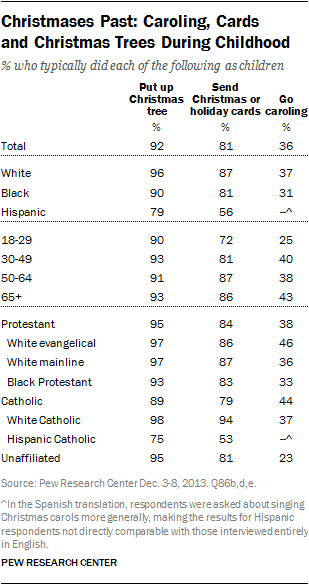 Christmases Past: Caroling, Cards
and Christmas Trees During Childhood
% who typically did each of the following as children
Put up Christmas tree Send Christmas or holiday cards Go caroling
% % %
Total 92 81 36
White 96 87 37
Black 90 81 31
Hispanic 79 56 --^
18-29 90 72 25
30-49 93 81 40
50-64 91 87 38
65+ 93 86 43
Protestant 95 84 38
White evangelical 97 86 46
White mainline 97 87 36
Black Protestant 93 83 33
Catholic 89 79 44
White Catholic 98 94 37
Hispanic Catholic 75 53 --^
Unaffiliated 95 81 23
Source: Pew Research Center Dec. 3-8, 2013. Q86b,d,e.
^In the Spanish translation, respondents were asked about singing
Christmas carols more generally, making the results for Hispanic
respondents not directly comparable with those interviewed entirely
in English.
PEW RESEARCH CENTER